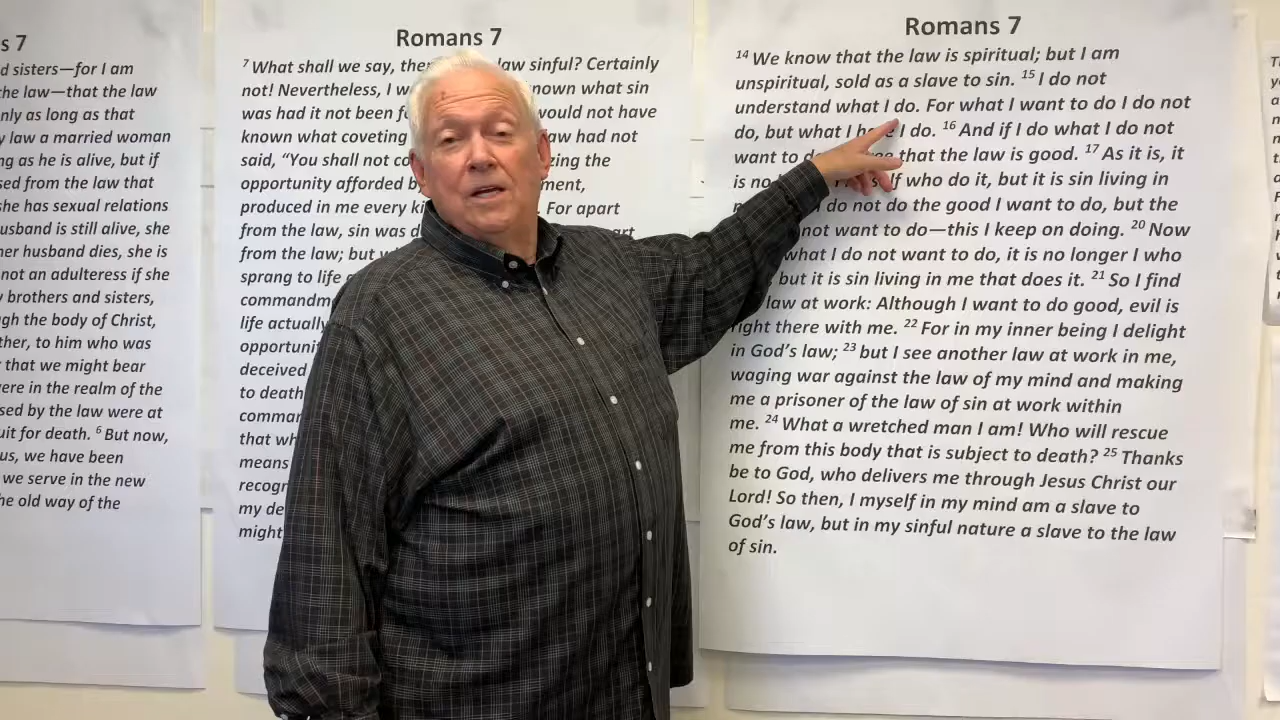 s 7
d sisters—for I am
the law—that the law
nly as long as that
y law a married woman
ng as he is alive, but if
sed from the law that
she has sexual relations
usband is still alive, she
her husband dies, she is
not an adulteress if she
y brothers and sisters,
gh the body of Christ,
ther, to him who was
r that we might bear
were in the realm of the
sed by the law were at
uit for death. 6 But now,
us, we have been
we serve in the new
he old way of the
Romans 7
7 What shall we say, then law sinful? Certainly
not! Nevertheless, I w known what sin
was had it not been fo would not have
known what coveting law had not
said, “You shall not co zing the
opportunity afforded b ment,
produced in me every ki For apart
from the law, sin was d art
from the law; but w
sprang to life
commandm
life actually
opportunit
deceived
to death
comman
that wh
means
recogn
my de
might
Romans 7
14 We know that the law is spiritual; but I am
unspiritual, sold as a slave to sin. 15 I do not
understand what I do. For what I want to do I do not
do, but what I hate I do. 16 And if I do what I do not
want to do that the law is good. 17 As it is, it
is no who do it, but it is sin living in
I do not do the good I want to do, but the
not want to do—this I keep on doing. 20 Now
what I do not want to do, it is no longer I who
but it is sin living in me that does it. 21 So I find
law at work: Although I want to do good, evil is
right there with me. 22 For in my inner being I delight
in God’s law; 23 but I see another law at work in me,
waging war against the law of my mind and making
me a prisoner of the law of sin at work within
me. 24 What a wretched man I am! Who will rescue
me from this body that is subject to death? 25 Thanks
be to God, who delivers me through Jesus Christ our
Lord! So then, I myself in my mind am a slave to
God’s law, but in my sinful nature a slave to the law
of sin.